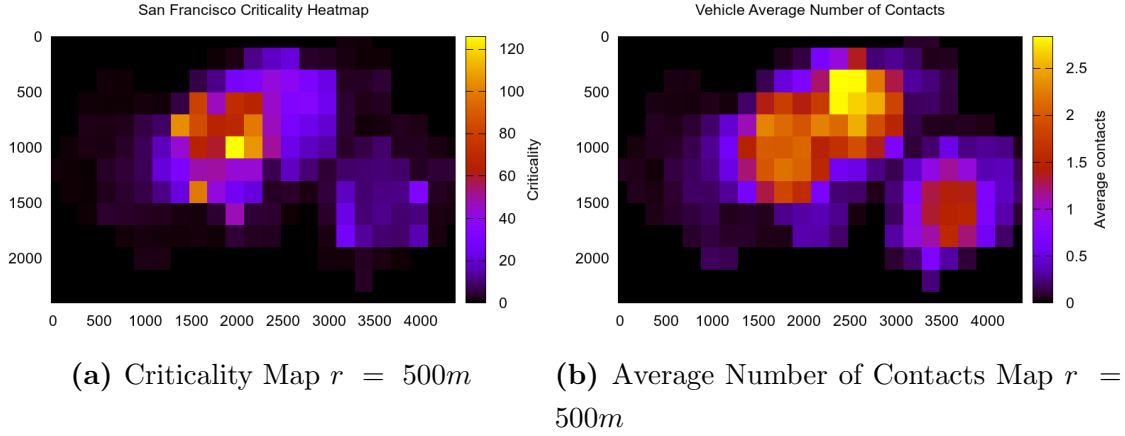 San Francisco Criticality Heatmap
0
500
1000
1500
2000
0 500 1000 1500 2000 2500 3000 3500 4000
120
100
80
60
40
20
0
Criticality
Vehicle Average Number of Contacts
0
500
1000
1500
2000
0 500 1000 1500 2000 2500 3000 3500 4000
2.5
2
1.5
1
0.5
0
Average contacts
(a) Criticality Map r = 500m
(b) Average Number of Contacts Map r =
500m